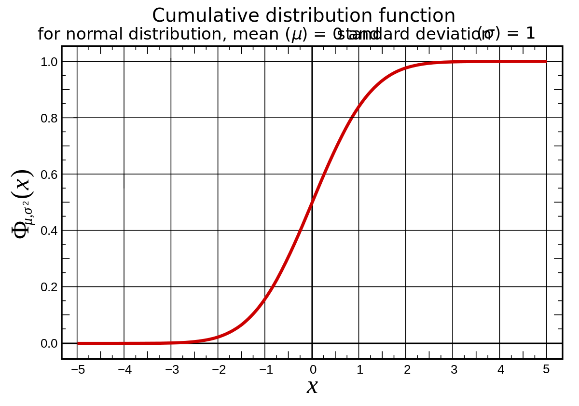 Cumulative distribution function
for normal distribution, mean (μ) = 0 and standard deviation (σ) = 1
1.0
0.8
0.6
0.4
0.2
0.0
Φμ,σ²(x)
−5 −4 −3 −2 −1 0 1 2 3 4 5
x